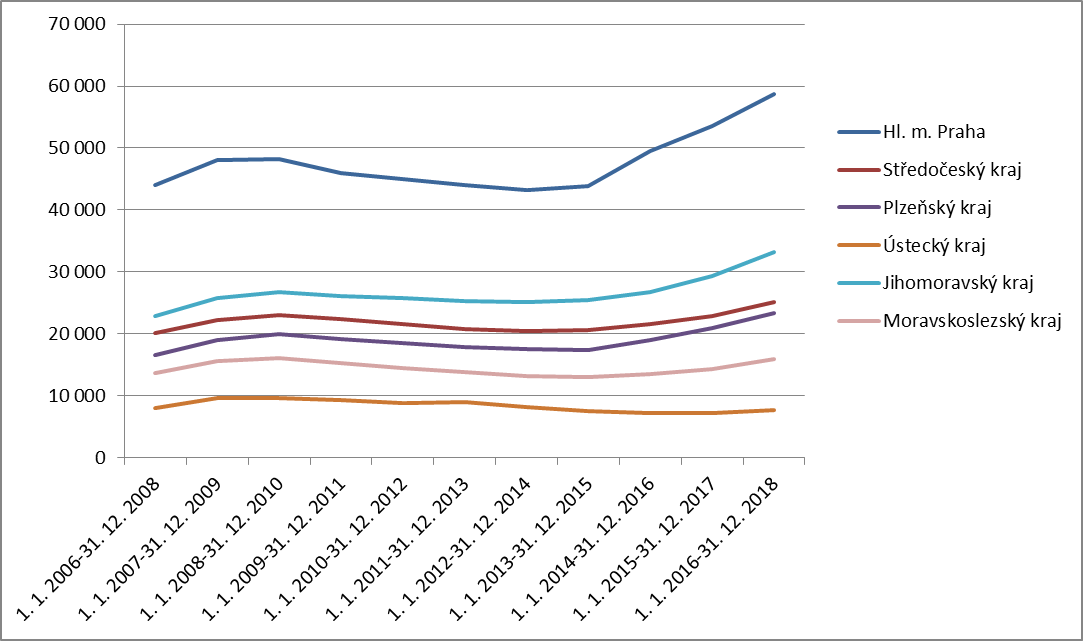 70 000
60 000
50 000
40 000
30 000
20 000
10 000
0
1. 1. 2006-31. 12. 2008
1. 1. 2007-31. 12. 2009
1. 1. 2008-31. 12. 2010
1. 1. 2009-31. 12. 2011
1. 1. 2010-31. 12. 2012
1. 1. 2011-31. 12. 2013
1. 1. 2012-31. 12. 2014
1. 1. 2013-31. 12. 2015
1. 1. 2014-31. 12. 2016
1. 1. 2015-31. 12. 2017
1. 1. 2016-31. 12. 2018
Hl. m. Praha
Středočeský kraj
Plzeňský kraj
Ústecký kraj
Jihomoravský kraj
Moravskoslezský kraj